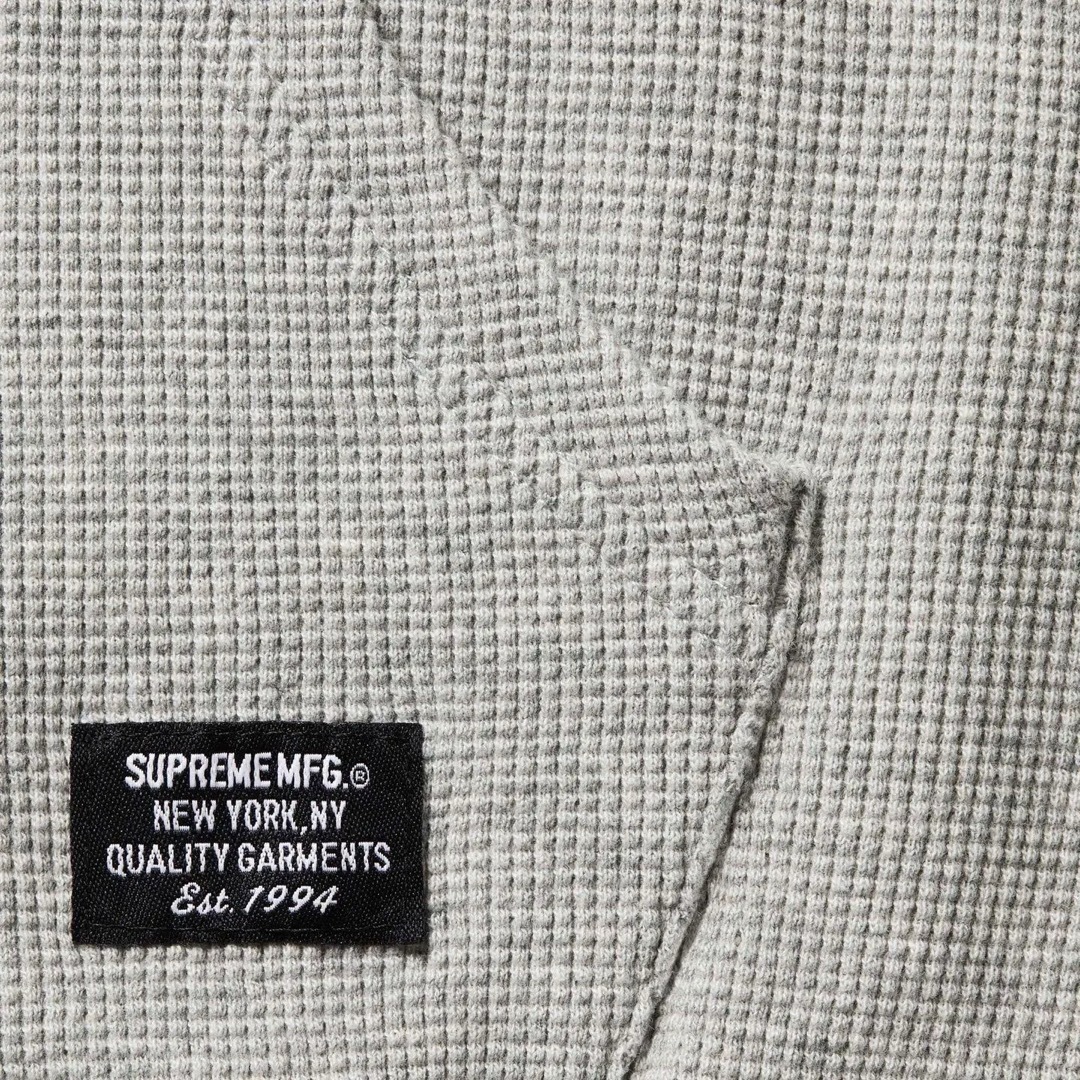 SUPREME MFG.®
NEW YORK, NY
QUALITY GARMENTS
Est. 1994